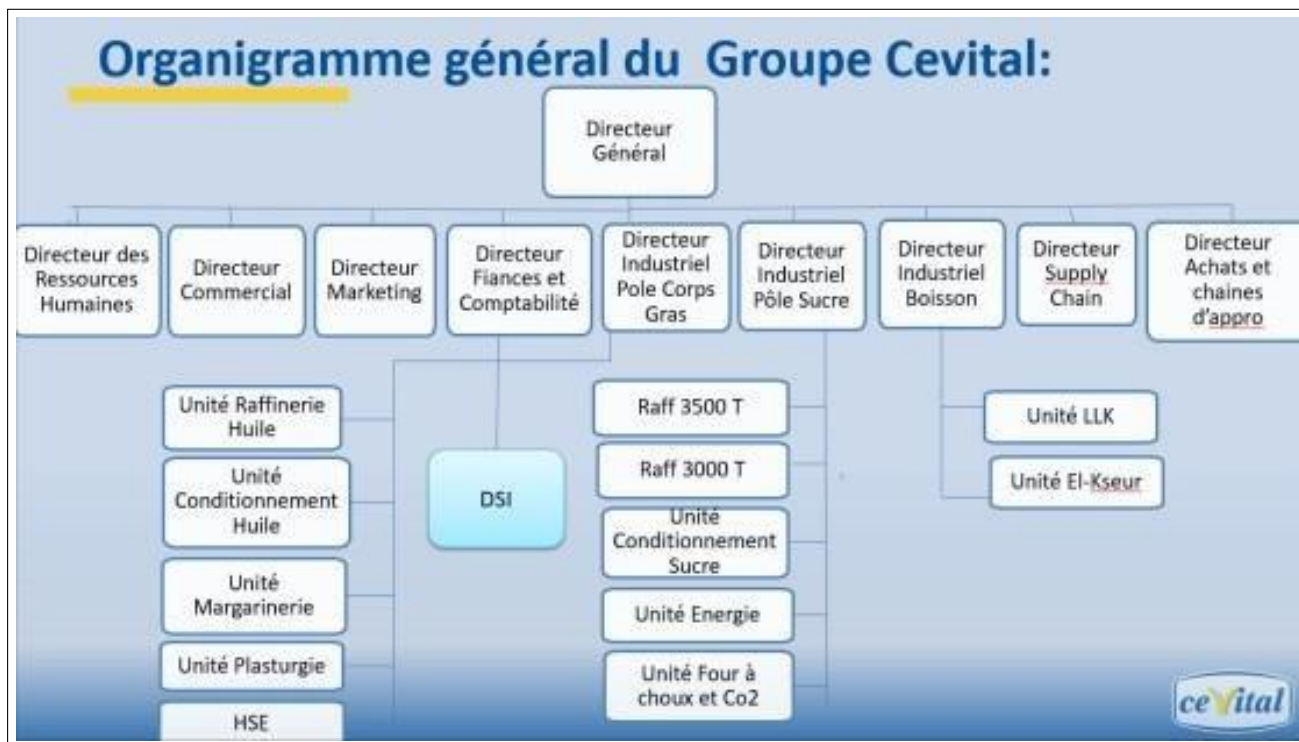 Organigramme général du Groupe Cevital:
Directeur
Général
Directeur des
Ressources
Humaines
Directeur
Commercial
Directeur
Marketing
Directeur
Fiances et
Comptabilité
Directeur
Industriel
Pole Corps
Gras
Directeur
Industriel
Pôle Sucre
Directeur
Industriel
Boisson
Directeur
Supply
Chain
Directeur
Achats et
chaines
d'appro
Unité Raffinerie
Huile
Unité
Conditionnement
Huile
Unité
Margarinerie
Unité Plasturgie
HSE
DSI
Raff 3500 T
Raff 3000 T
Unité
Conditionnement
Sucre
Unité Energie
Unité Four à
choux et Co2
Unité LLK
Unité El-Kseur
cevital